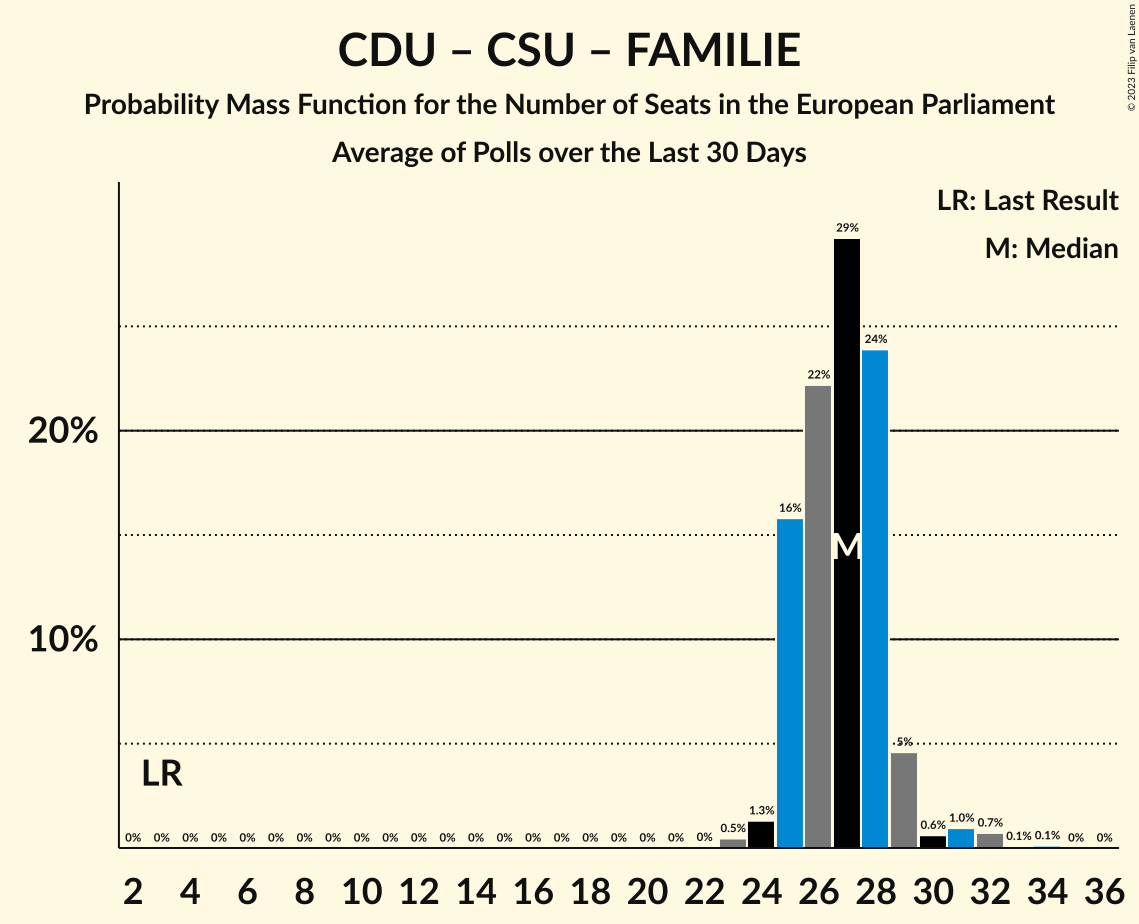 CDU – CSU – FAMILIE
Probability Mass Function for the Number of Seats in the European Parliament
Average of Polls over the Last 30 Days
© 2023 Filip van Laenen
LR: Last Result
M: Median
29%
24%
22%
20%
16%
M
10%
5%
LR
0% 0% 0% 0% 0% 0% 0% 0% 0% 0% 0% 0% 0% 0% 0% 0% 0% 0% 0% 0% 0% 0.5% 1.3% 0.6% 1.0% 0.7% 0.1% 0.1% 0% 0%
2 4 6 8 10 12 14 16 18 20 22 24 26 28 30 32 34 36